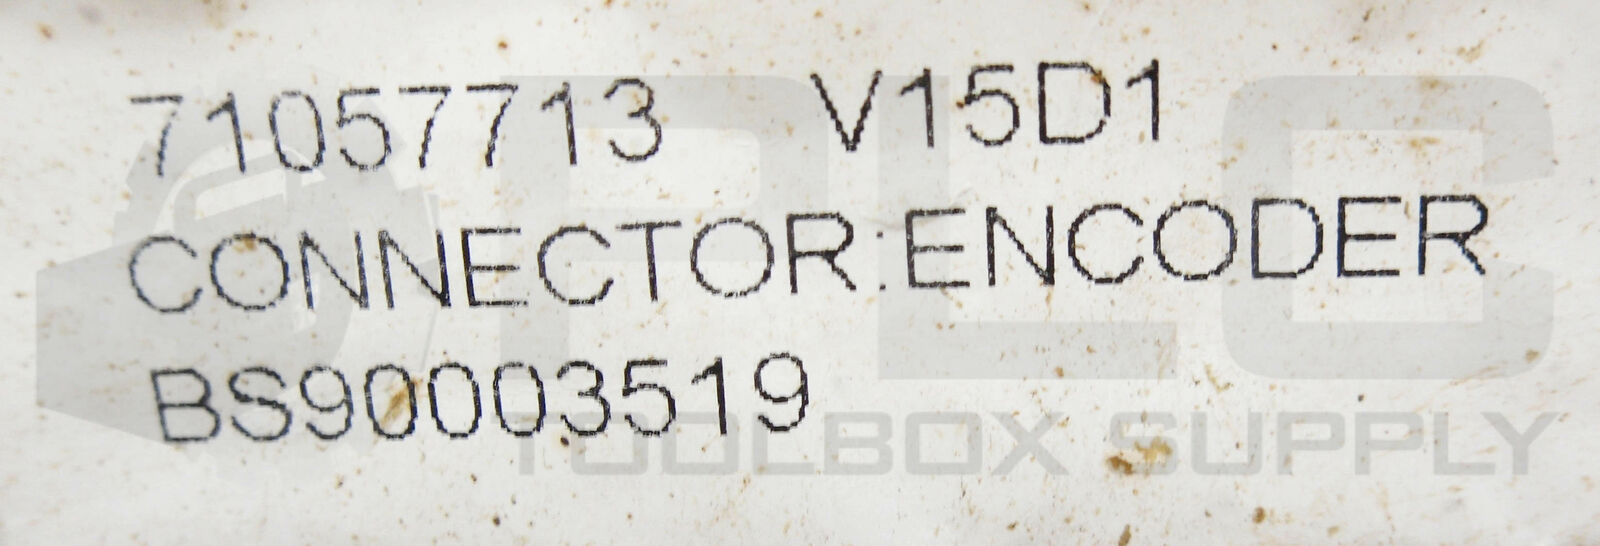 71057713 V15D1
CONNECTOR:ENCODER
BS90003519
PLC
TOOLBOX SUPPLY